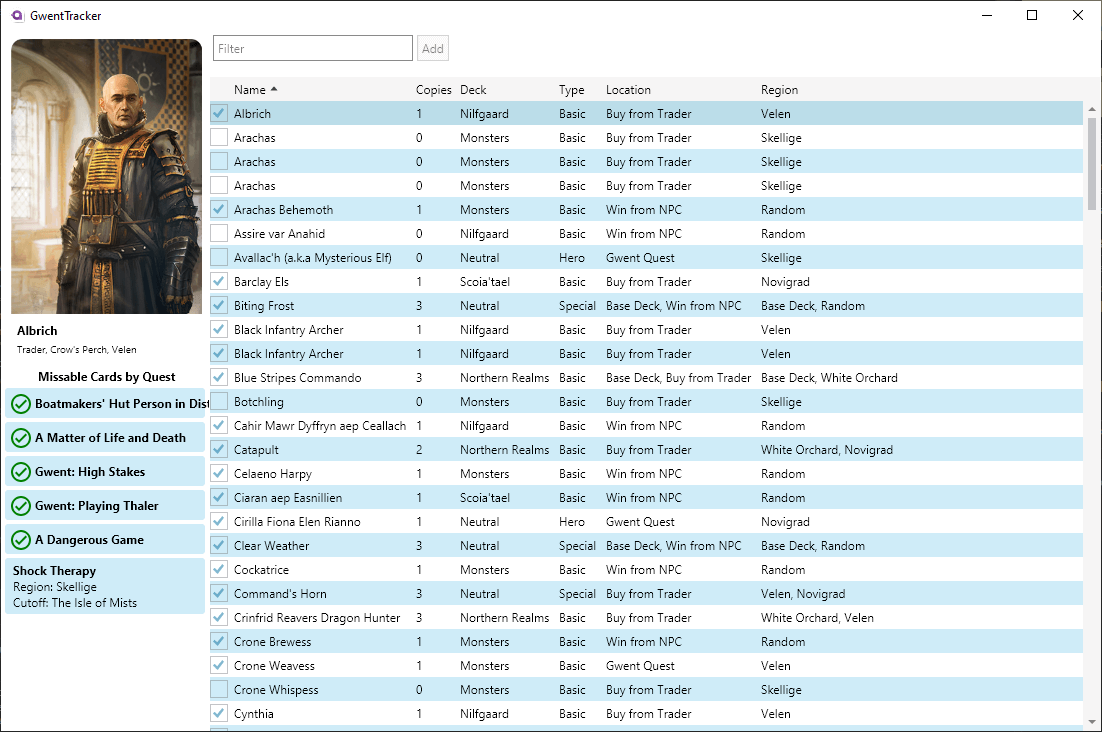 GwentTracker
Filter
Add
Name Copies Deck Type Location Region
Albrich 1 Nilfgaard Basic Buy from Trader Velen
Arachas 0 Monsters Basic Buy from Trader Skellige
Arachas 0 Monsters Basic Buy from Trader Skellige
Arachas 0 Monsters Basic Buy from Trader Skellige
Arachas Behemoth 1 Monsters Basic Win from NPC Random
Assire var Anahid 0 Nilfgaard Basic Win from NPC Random
Avallac'h (a.k.a Mysterious Elf) 0 Neutral Hero Gwent Quest Skellige
Barclay Els 1 Scoia'tael Basic Buy from Trader Novigrad
Biting Frost 3 Neutral Special Base Deck, Win from NPC Base Deck, Random
Black Infantry Archer 1 Nilfgaard Basic Buy from Trader Velen
Black Infantry Archer 1 Nilfgaard Basic Buy from Trader Velen
Blue Stripes Commando 3 Northern Realms Basic Base Deck, Buy from Trader Base Deck, White Orchard
Botchling 0 Monsters Basic Buy from Trader Skellige
Cahir Mawr Dyffryn aep Ceallach 1 Nilfgaard Basic Win from NPC Random
Catapult 2 Northern Realms Basic Buy from Trader White Orchard, Novigrad
Celaeno Harpy 1 Monsters Basic Win from NPC Random
Ciaran aep Easnillien 1 Scoia'tael Basic Win from NPC Random
Cirilla Fiona Elen Rianno 1 Neutral Hero Gwent Quest Novigrad
Clear Weather 3 Neutral Special Base Deck, Win from NPC Base Deck, Random
Cockatrice 1 Monsters Basic Win from NPC Random
Command's Horn 3 Neutral Special Buy from Trader Velen, Novigrad
Crinfrid Reavers Dragon Hunter 3 Northern Realms Basic Buy from Trader White Orchard, Velen
Crone Brewess 1 Monsters Basic Win from NPC Random
Crone Weavess 1 Monsters Basic Gwent Quest Velen
Crone Whispess 0 Monsters Basic Buy from Trader Skellige
Cynthia 1 Nilfgaard Basic Buy from Trader Velen
Albrich
Trader, Crow's Perch, Velen
Missable Cards by Quest
Boatmakers' Hut Person in Dist
A Matter of Life and Death
Gwent: High Stakes
Gwent: Playing Thaler
A Dangerous Game
Shock Therapy
Region: Skellige
Cutoff: The Isle of Mists